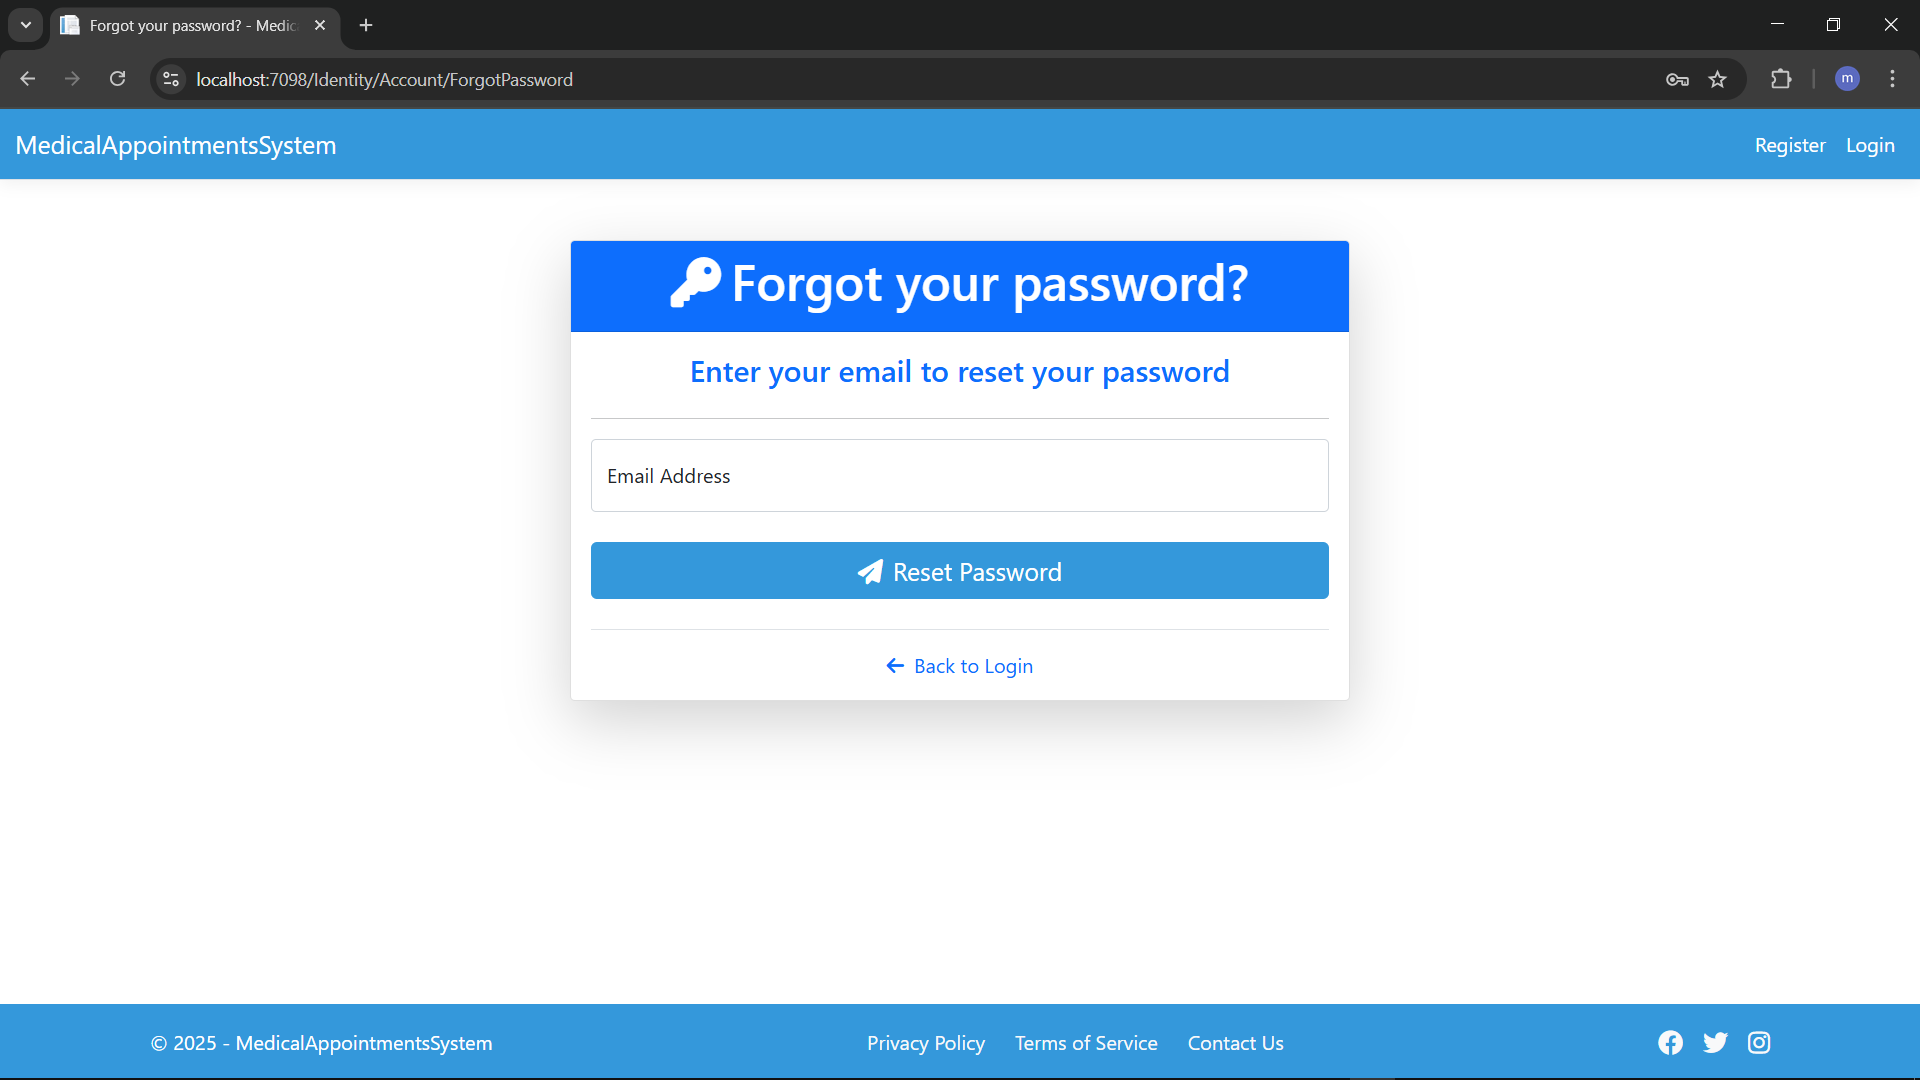 Forgot your password? - Medic
localhost:7098/Identity/Account/ForgotPassword
m
MedicalAppointmentsSystem
Register
Login
Forgot your password?
Enter your email to reset your password
Email Address
Reset Password
Back to Login
© 2025 - MedicalAppointmentsSystem
Privacy Policy
Terms of Service
Contact Us